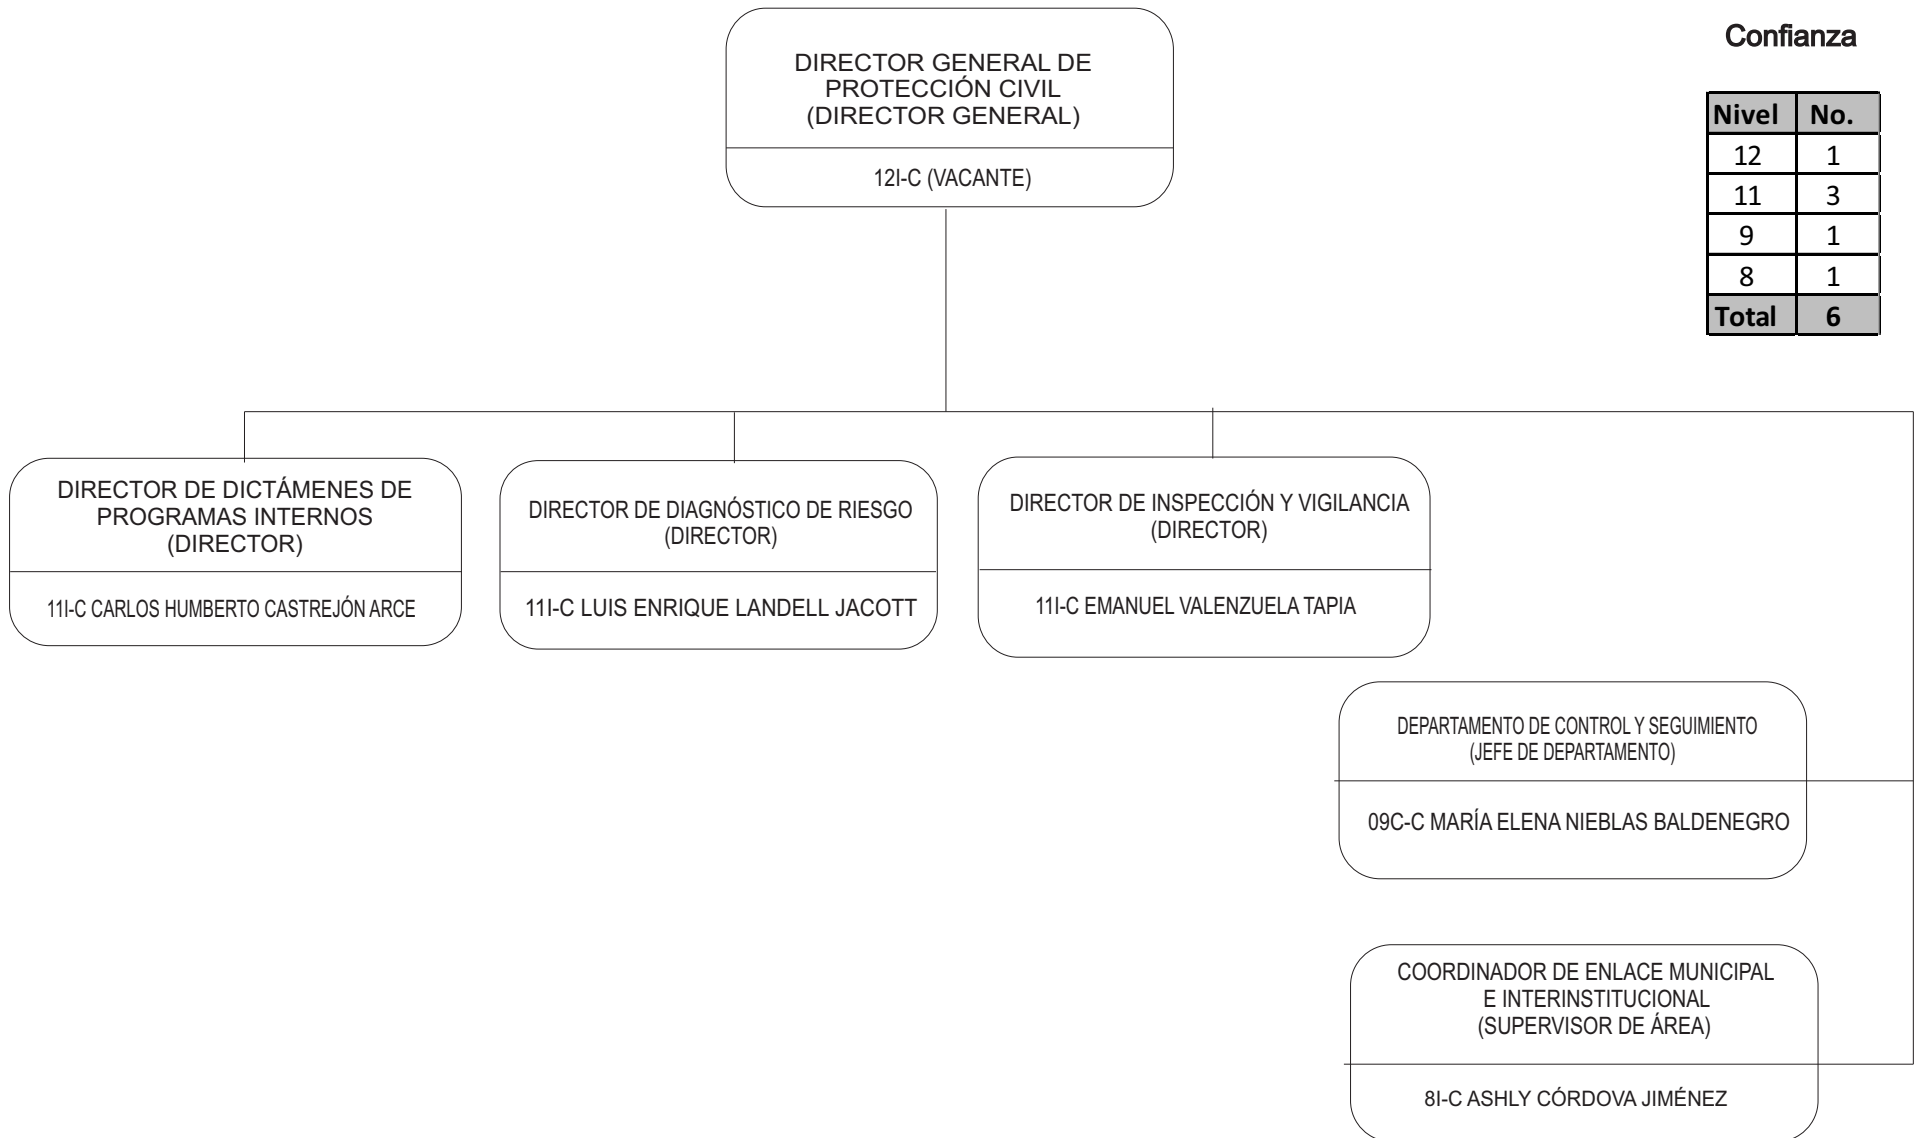 DIRECTOR GENERAL DE
PROTECCIÓN CIVIL
(DIRECTOR GENERAL)
12I-C (VACANTE)
Confianza
Nivel No.
12 1
11 3
9 1
8 1
Total 6
DIRECTOR DE DICTÁMENES DE
PROGRAMAS INTERNOS
(DIRECTOR)
11I-C CARLOS HUMBERTO CASTREJÓN ARCE
DIRECTOR DE DIAGNÓSTICO DE RIESGO
(DIRECTOR)
11I-C LUIS ENRIQUE LANDELL JACOTT
DIRECTOR DE INSPECCIÓN Y VIGILANCIA
(DIRECTOR)
11I-C EMANUEL VALENZUELA TAPIA
DEPARTAMENTO DE CONTROL Y SEGUIMIENTO
(JEFE DE DEPARTAMENTO)
09C-C MARÍA ELENA NIEBLAS BALDENEGRO
COORDINADOR DE ENLACE MUNICIPAL
E INTERINSTITUCIONAL
(SUPERVISOR DE ÁREA)
8I-C ASHLY CÓRDOVA JIMÉNEZ